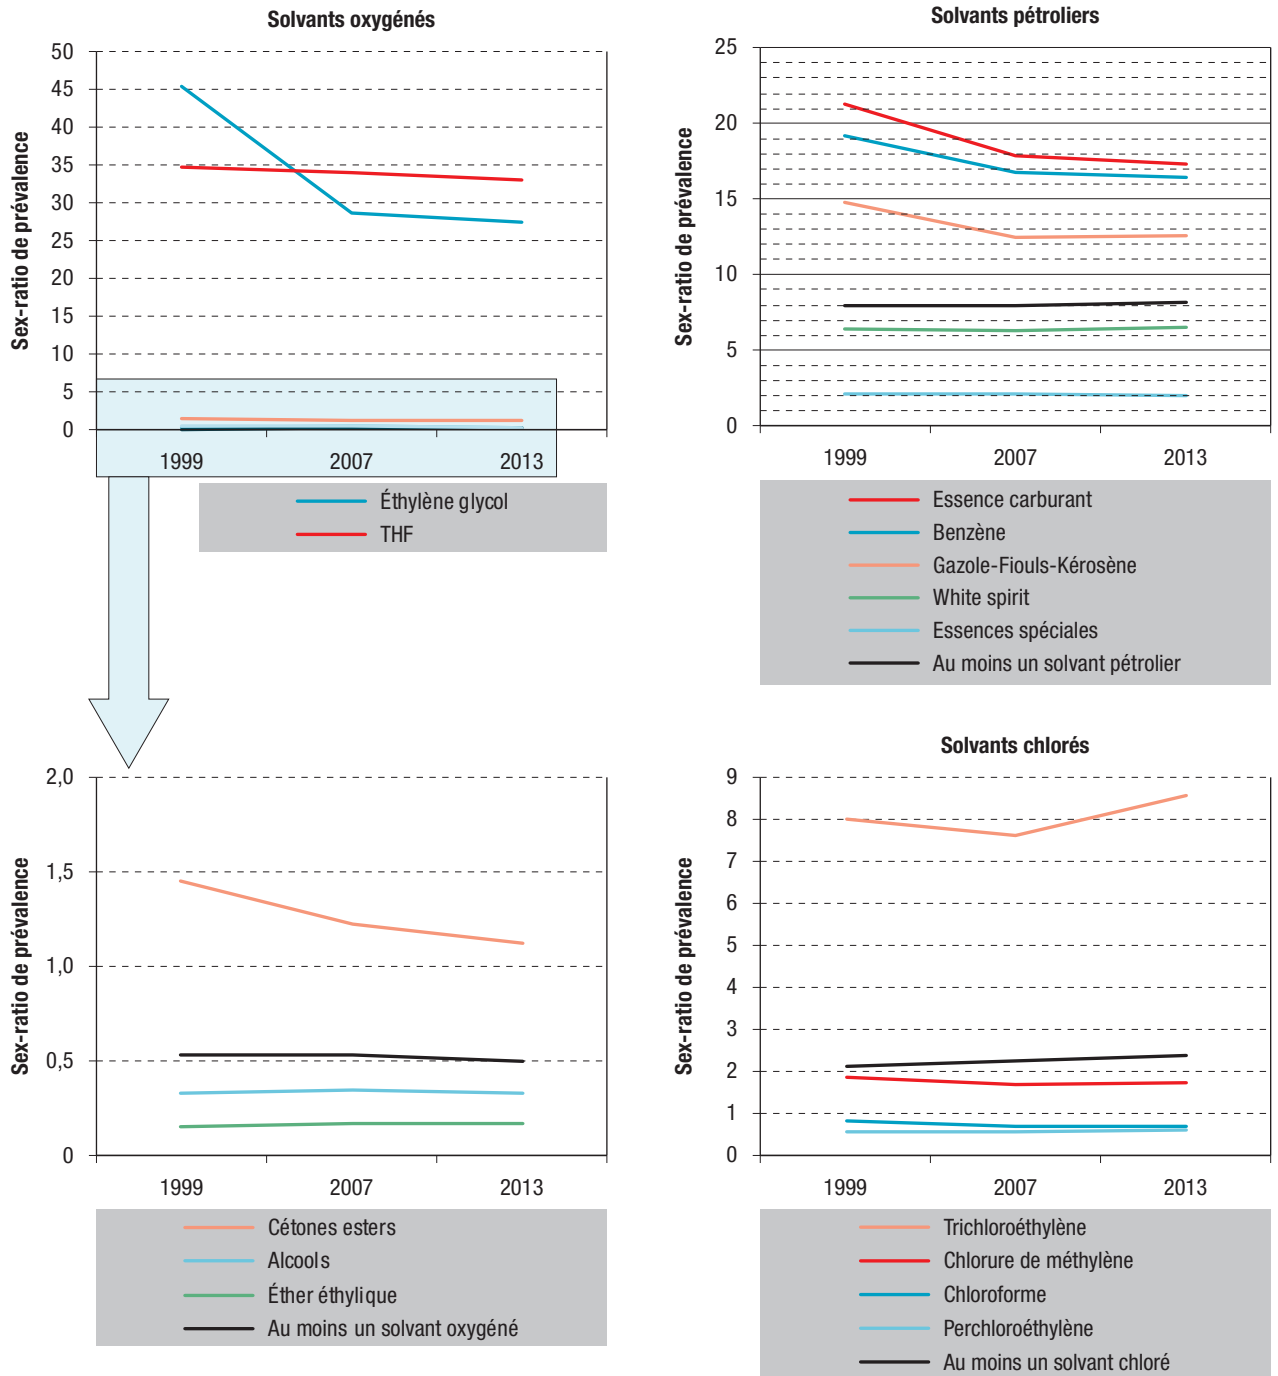 Solvants oxygénés
Sex-ratio de prévalence
50
45
40
35
30
25
20
15
10
5
0
1999 2007 2013
Éthylène glycol
THF
Solvants pétroliers
Sex-ratio de prévalence
25
20
15
10
5
0
1999 2007 2013
Essence carburant
Benzène
Gazole-Fiouls-Kérosène
White spirit
Essences spéciales
Au moins un solvant pétrolier
Sex-ratio de prévalence
2,0
1,5
1,0
0,5
0
1999 2007 2013
Cétones esters
Alcools
Éther éthylique
Au moins un solvant oxygéné
Solvants chlorés
Sex-ratio de prévalence
9
8
7
6
5
4
3
2
1
0
1999 2007 2013
Trichloroéthylène
Chlorure de méthylène
Chloroforme
Perchloroéthylène
Au moins un solvant chloré